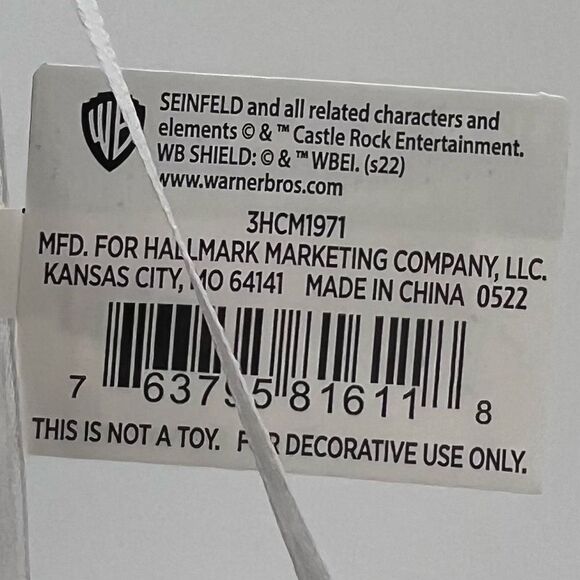 WB
SEINFELD and all related characters and
elements © & ™ Castle Rock Entertainment.
WB SHIELD: © & ™ WBEI. (s22)
www.warnerbros.com
3HCM1971
MFD. FOR HALLMARK MARKETING COMPANY, LLC.
KANSAS CITY, MO 64141 MADE IN CHINA 0522
7 63795 81611 8
THIS IS NOT A TOY. FOR DECORATIVE USE ONLY.